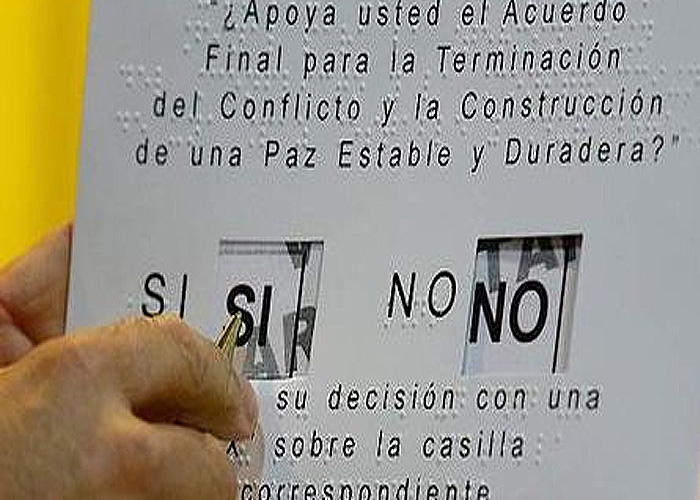 "¿Apoya usted el Acuerdo
Final para la Terminación
del Conflicto y la Construcción
de una Paz Estable y Duradera?"
SI SI NO NO
su decisión con una
X" sobre la casilla
correspondiente